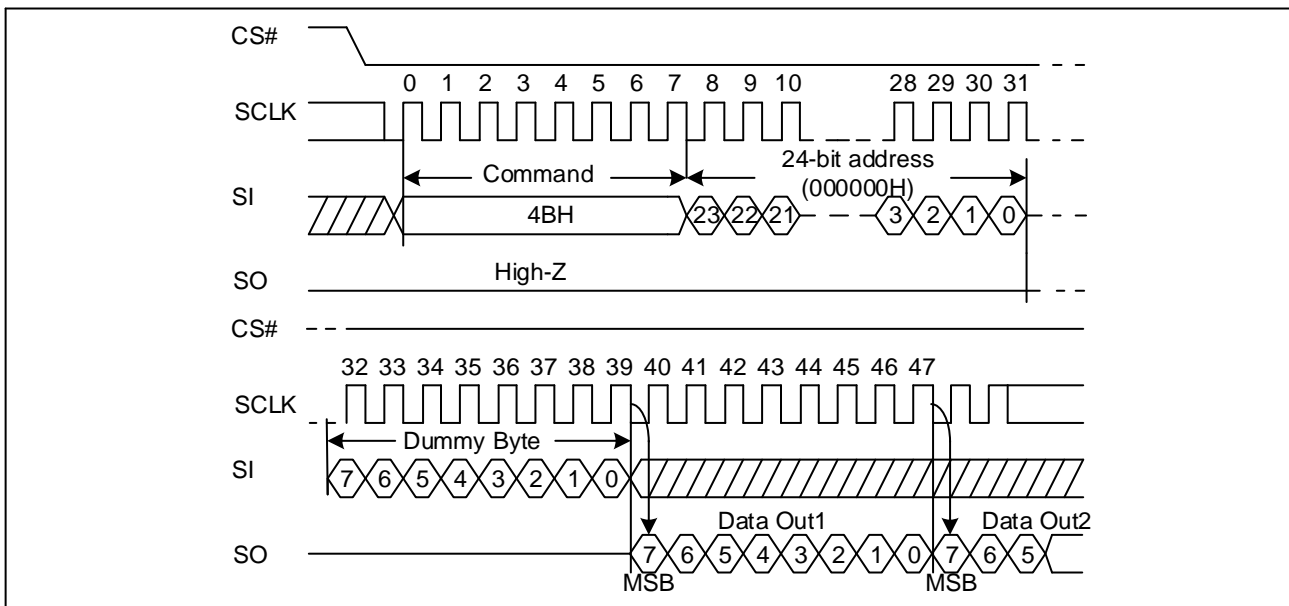 CS#
0 1 2 3 4 5 6 7 8 9 10 28 29 30 31
SCLK
Command
24-bit address
(000000H)
SI
4BH
23 22 21 3 2 1 0
High-Z
SO
CS#
32 33 34 35 36 37 38 39 40 41 42 43 44 45 46 47
SCLK
Dummy Byte
SI
7 6 5 4 3 2 1 0
Data Out1 Data Out2
SO
7 6 5 4 3 2 1 0 7 6 5
MSB MSB